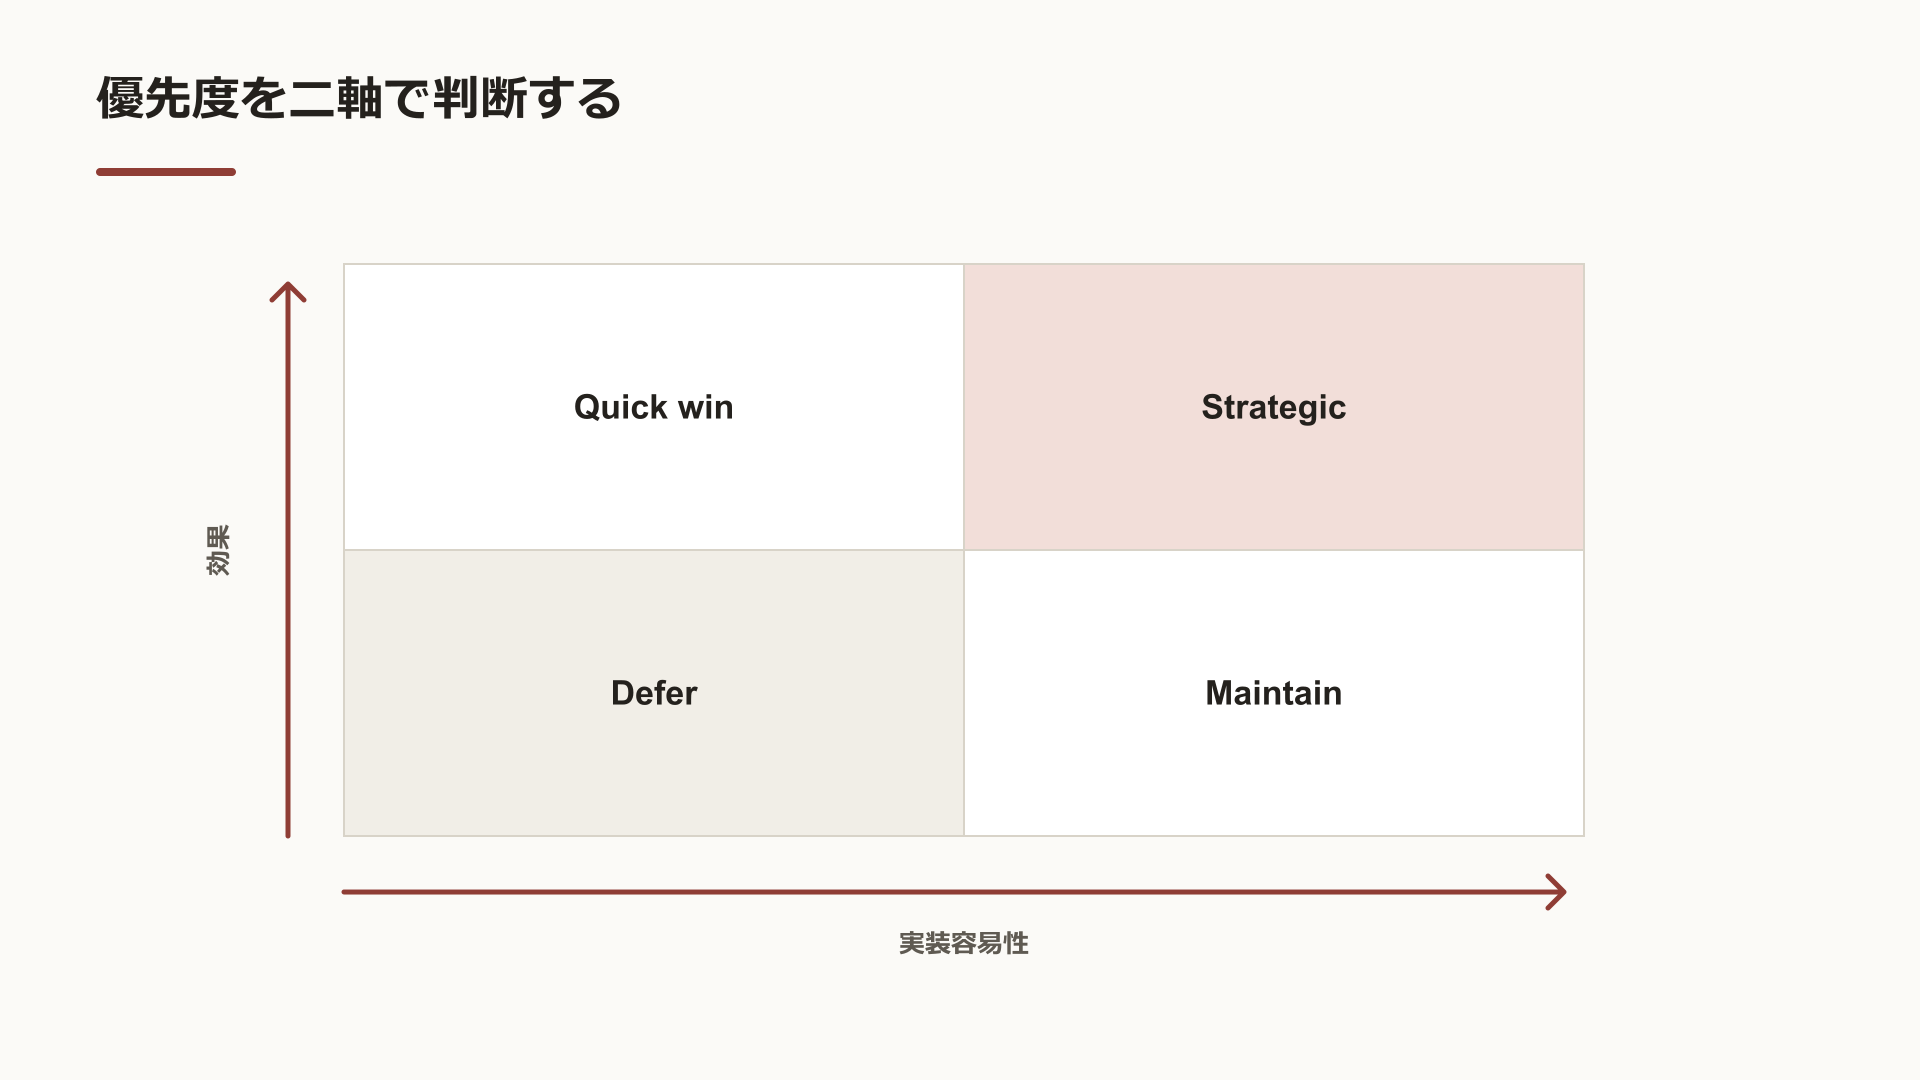 優先度を二軸で判断する
Quick win
Strategic
効果
Defer
Maintain
実装容易性